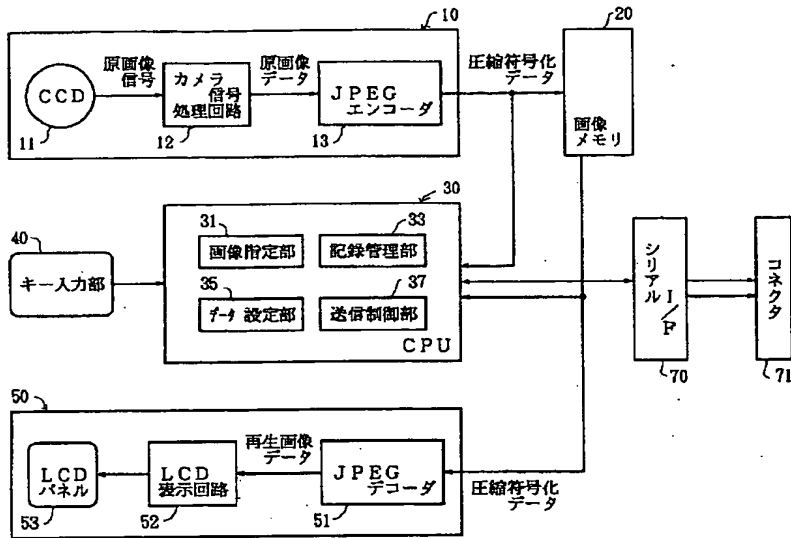 10
20
原画像
信号
原画像
データ
圧縮符号化
データ
CCD
カメラ
信号
処理回路
JPEG
エンコーダ
画像
メモリ
11
12
13
30
40
31
33
画像指定部
記録管理部
キー入力部
35
37
データ設定部
送信制御部
CPU
シリアル
I/F
コネクタ
70
71
50
再生画像
データ
LCD
パネル
LCD
表示回路
JPEG
デコーダ
圧縮符号化
データ
53
52
51